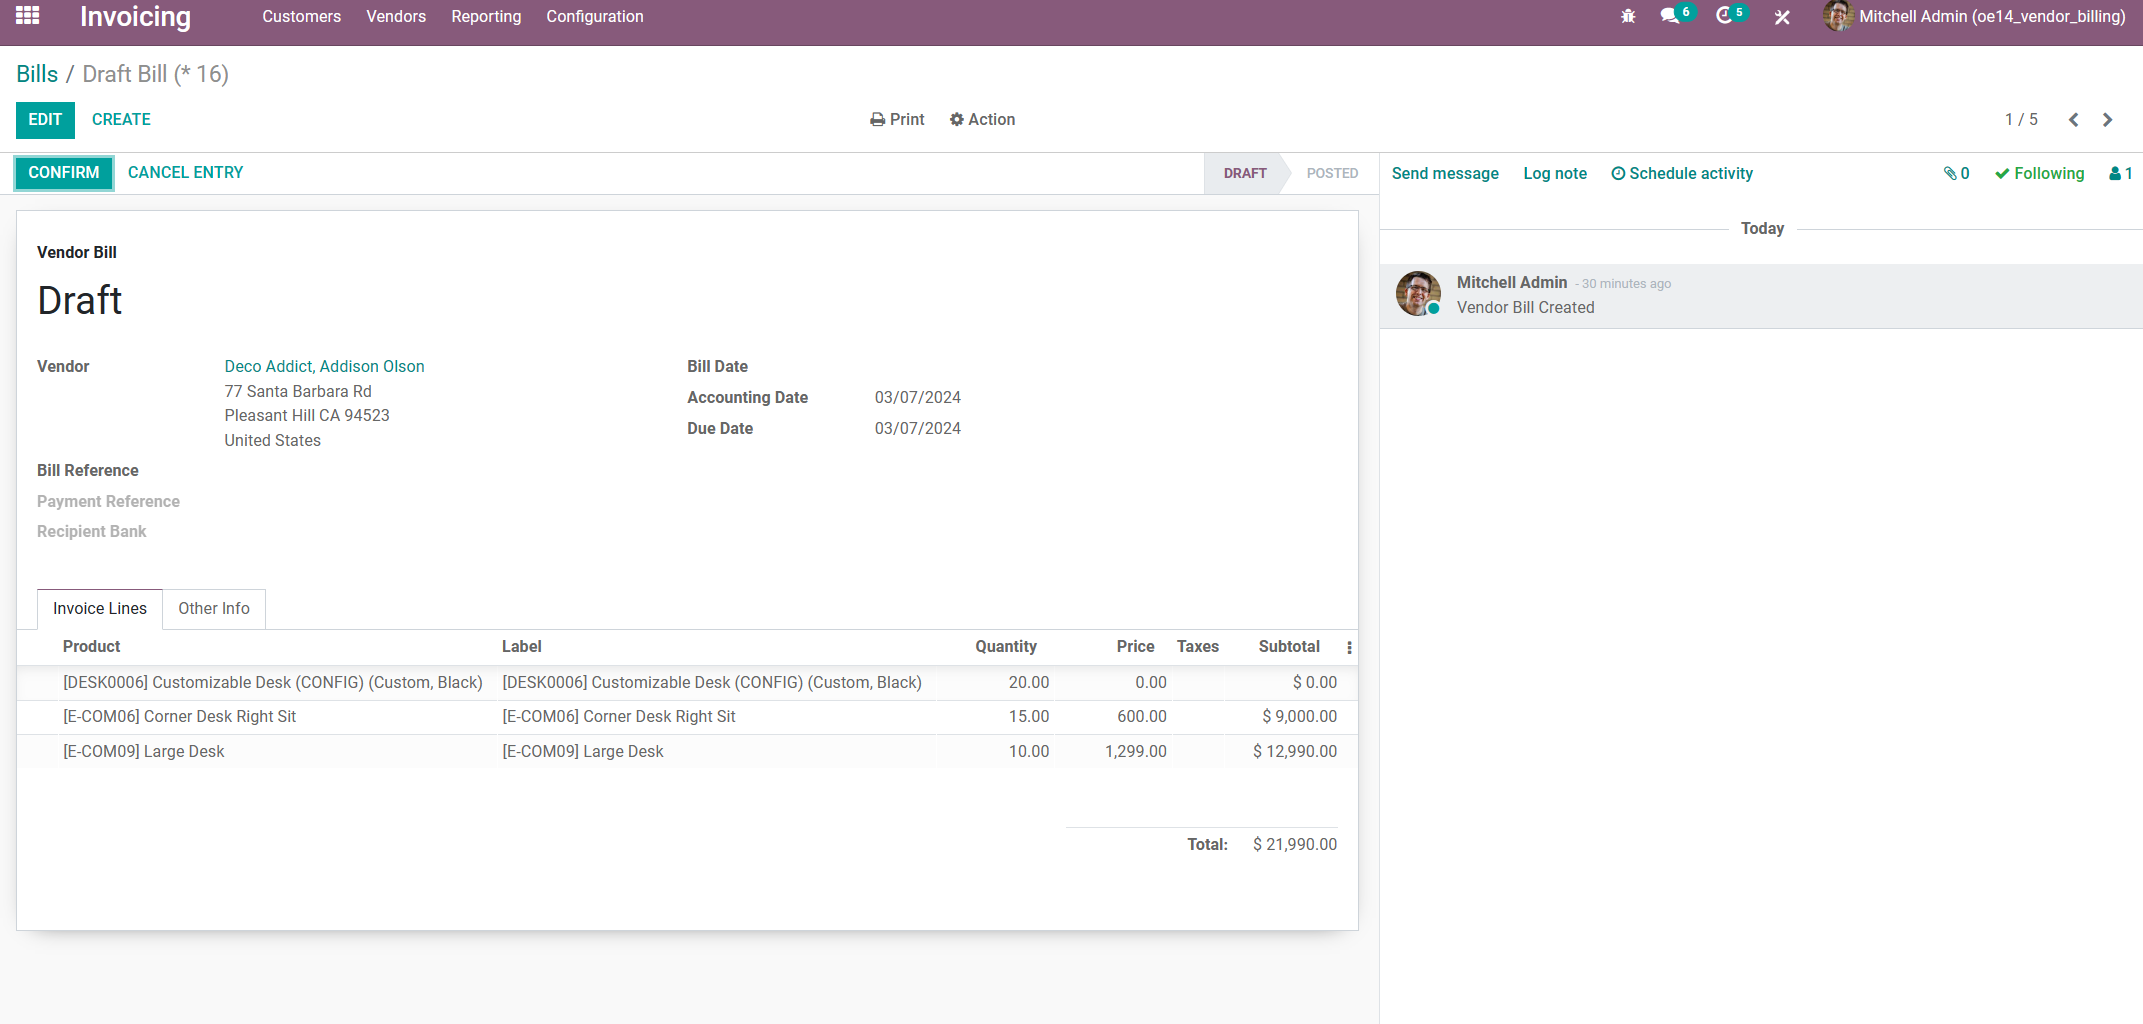 Invoicing Customers Vendors Reporting Configuration 6 5 Mitchell Admin (oe14_vendor_billing)
Bills / Draft Bill (* 16)
EDIT CREATE Print Action 1 / 5
CONFIRM CANCEL ENTRY DRAFT POSTED Send message Log note Schedule activity 0 Following 1
Today
Mitchell Admin - 30 minutes ago
Vendor Bill Created
Vendor Bill
Draft
Vendor Deco Addict, Addison Olson
77 Santa Barbara Rd
Pleasant Hill CA 94523
United States
Bill Date
Accounting Date 03/07/2024
Due Date 03/07/2024
Bill Reference
Payment Reference
Recipient Bank
Invoice Lines Other Info
Product Label Quantity Price Taxes Subtotal
[DESK0006] Customizable Desk (CONFIG) (Custom, Black) [DESK0006] Customizable Desk (CONFIG) (Custom, Black) 20.00 0.00 $ 0.00
[E-COM06] Corner Desk Right Sit [E-COM06] Corner Desk Right Sit 15.00 600.00 $ 9,000.00
[E-COM09] Large Desk [E-COM09] Large Desk 10.00 1,299.00 $ 12,990.00
Total: $ 21,990.00